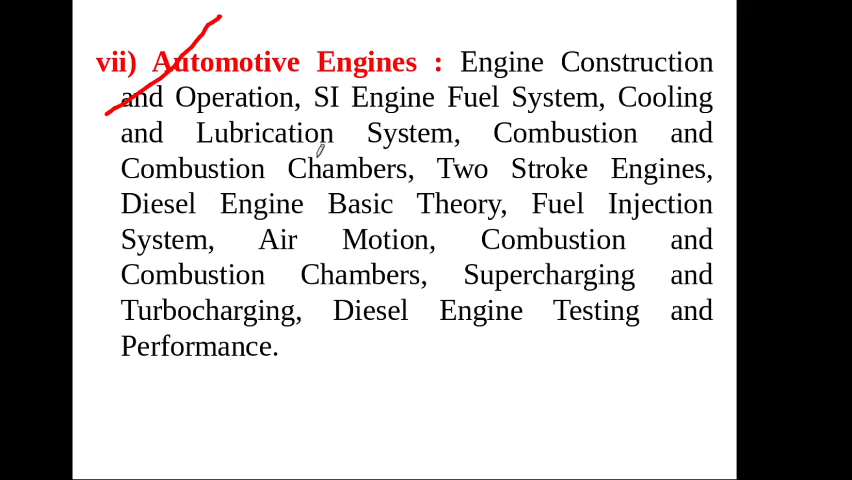 vii) Automotive Engines : Engine Construction
and Operation, SI Engine Fuel System, Cooling
and Lubrication System, Combustion and
Combustion Chambers, Two Stroke Engines,
Diesel Engine Basic Theory, Fuel Injection
System, Air Motion, Combustion and
Combustion Chambers, Supercharging and
Turbocharging, Diesel Engine Testing and
Performance.